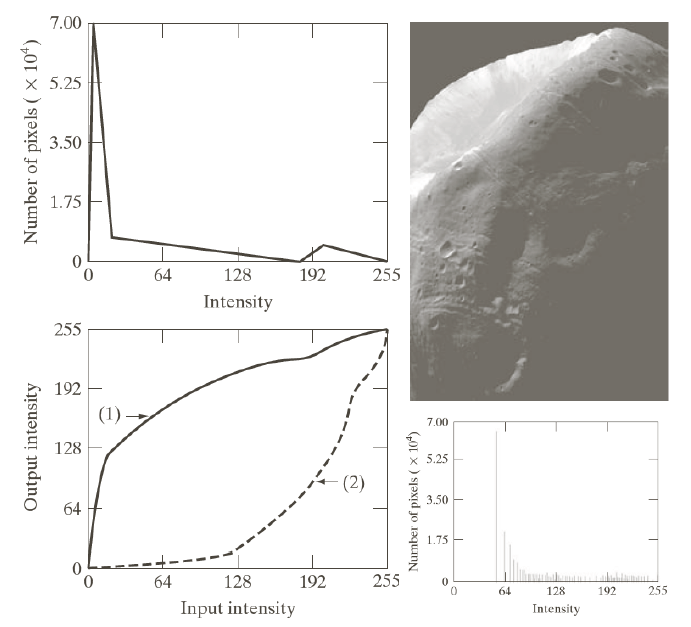 Number of pixels ( × 10⁴)
7.00
5.25
3.50
1.75
0
0 64 128 192 255
Intensity
Output intensity
255
192
128
64
0
(1)
(2)
0 64 128 192 255
Input intensity
Number of pixels ( × 10⁴)
7.00
5.25
3.50
1.75
0
0 64 128 192 255
Intensity